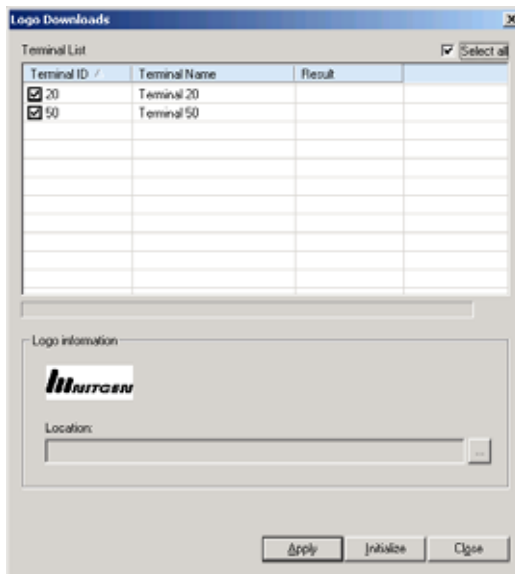 Logo Downloads
Terminal List
Select all
Terminal ID Terminal Name Result
20 Terminal 20
50 Terminal 50
Logo information
NITGEN
Location:
...
Apply Initialize Close